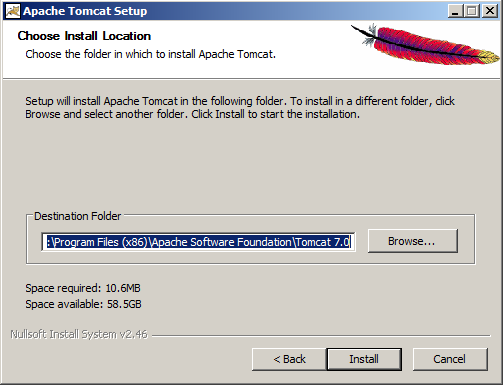 Apache Tomcat Setup
Choose Install Location
Choose the folder in which to install Apache Tomcat.
Setup will install Apache Tomcat in the following folder. To install in a different folder, click
Browse and select another folder. Click Install to start the installation.
Destination Folder
:\Program Files (x86)\Apache Software Foundation\Tomcat 7.0
Browse...
Space required: 10.6MB
Space available: 58.5GB
Nullsoft Install System v2.46
< Back
Install
Cancel